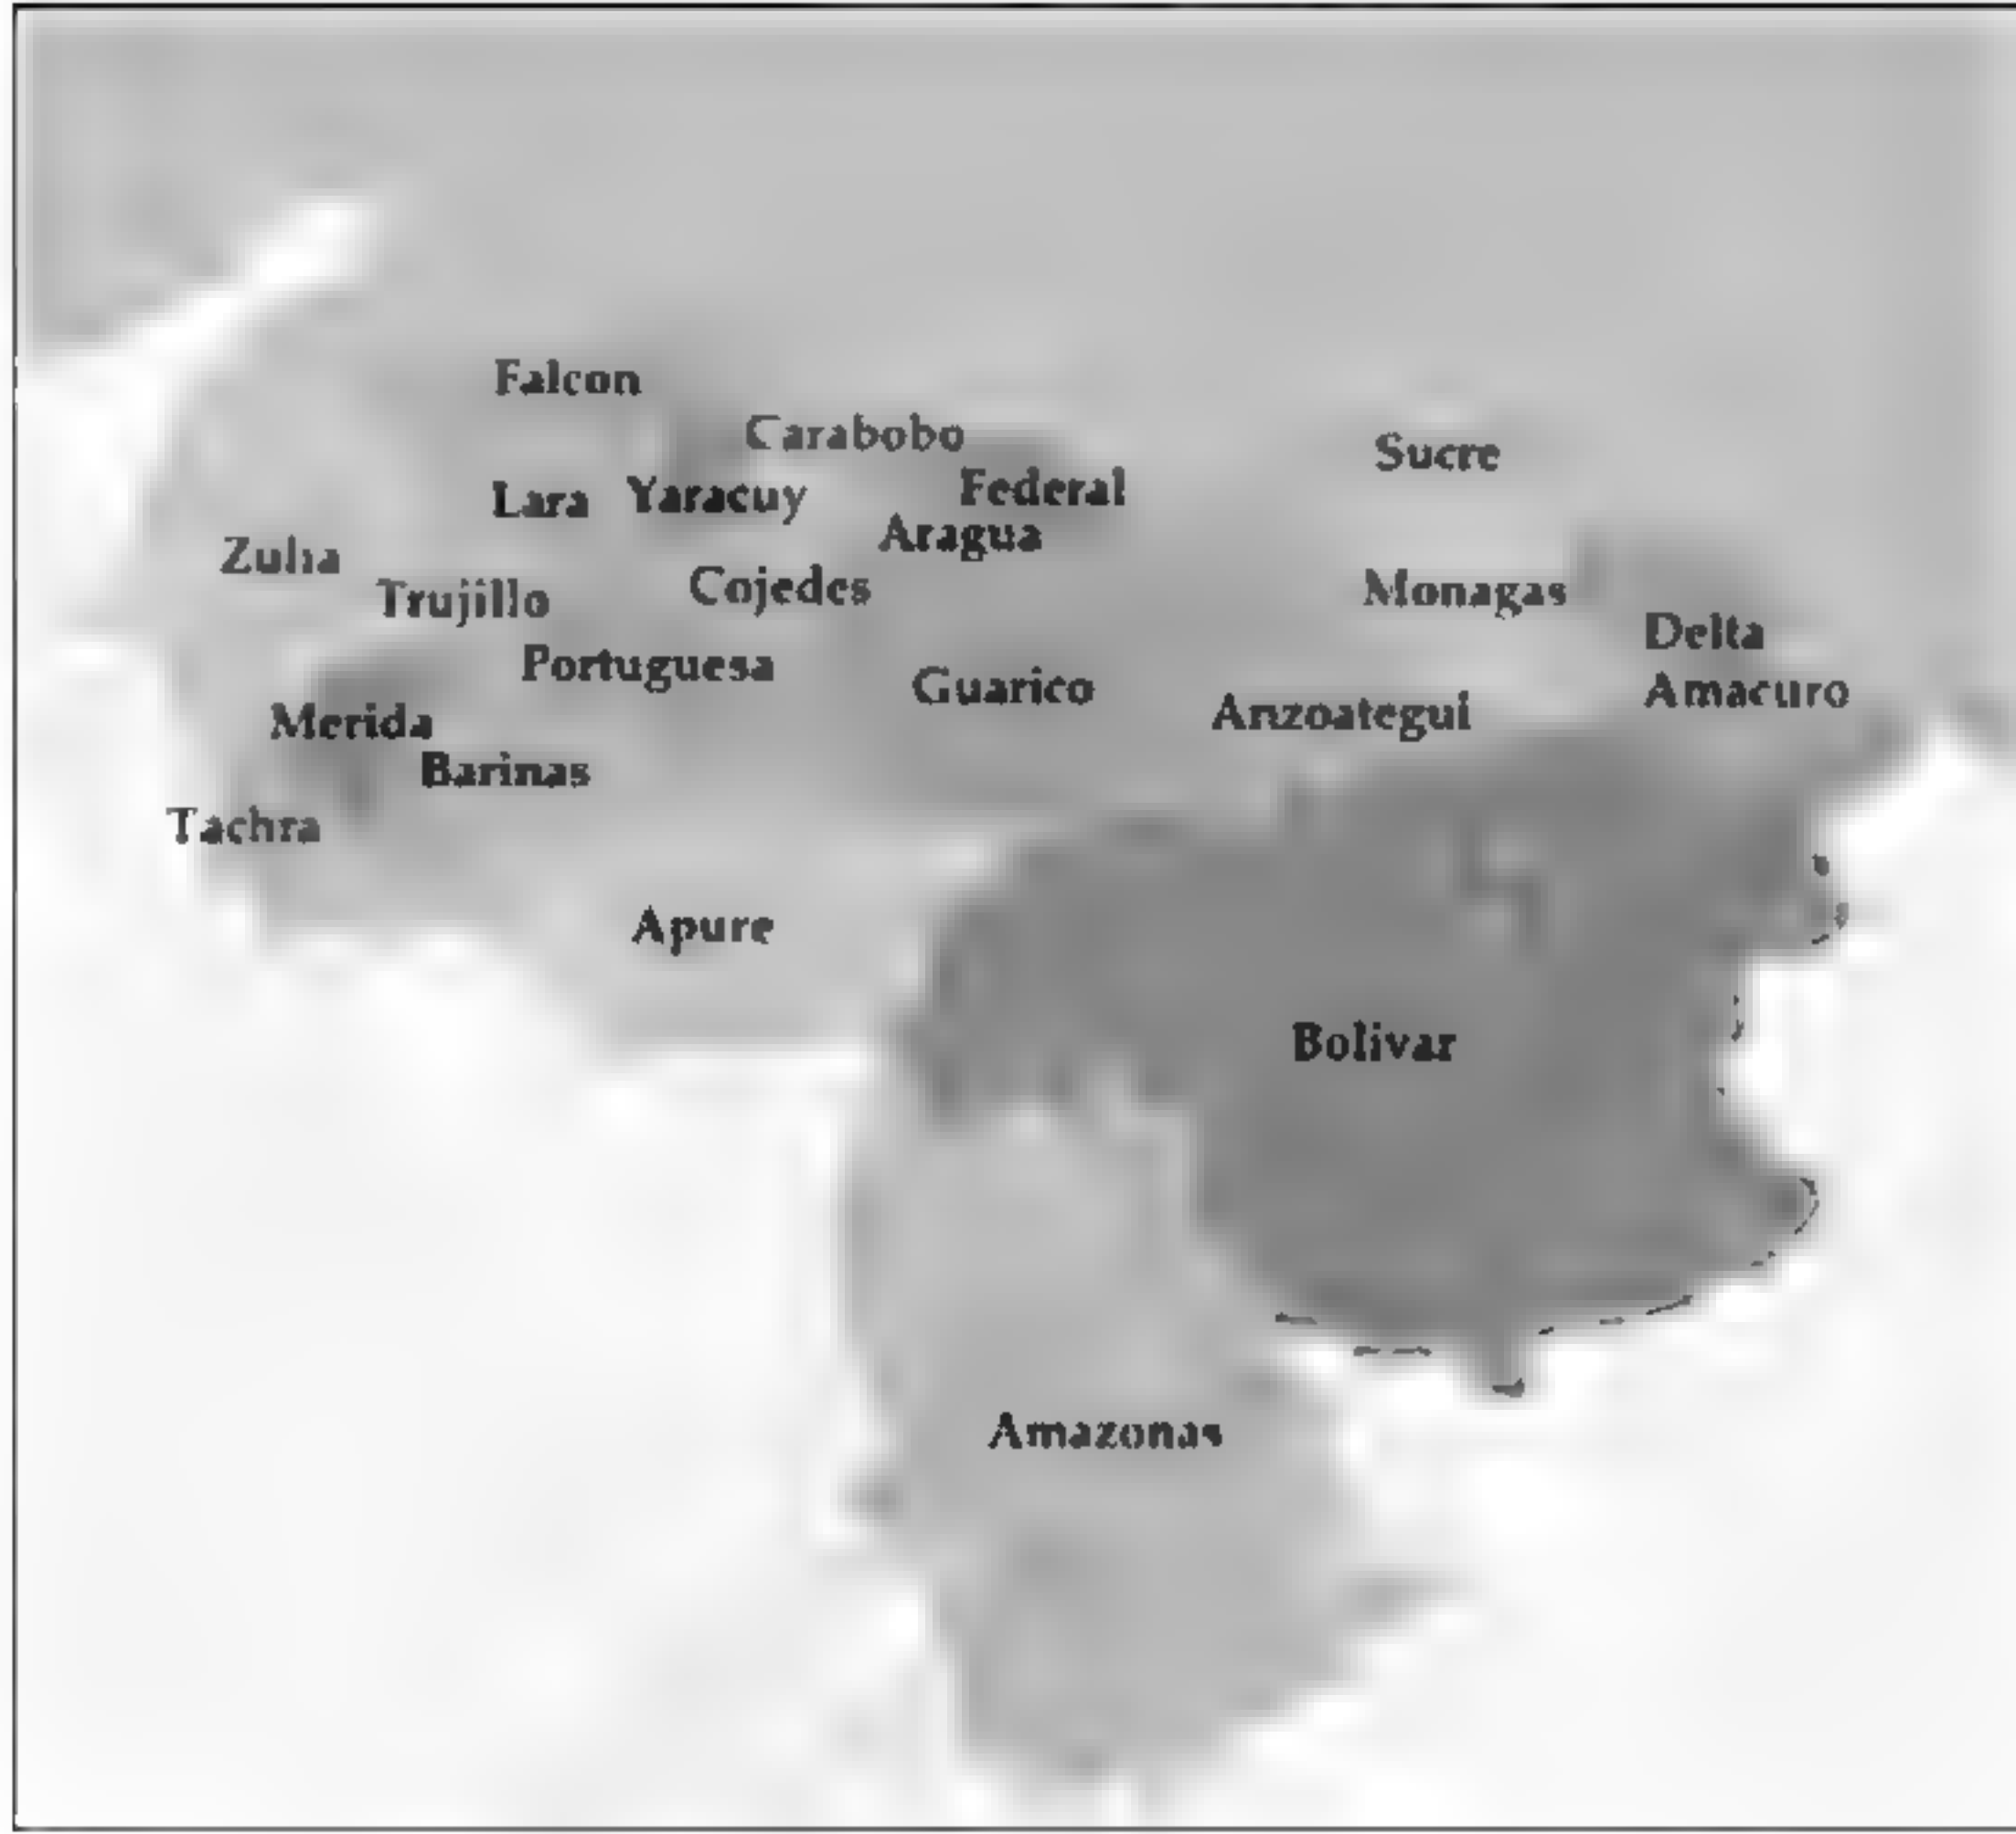 Falcon
Carabobo
Sucre
Federal
Lara
Yaracuy
Aragua
Zulia
Cojedes
Monagas
Trujillo
Delta
Amacuro
Portuguesa
Guarico
Anzoategui
Merida
Barinas
Tachra
Apure
Bolivar
Amazonas